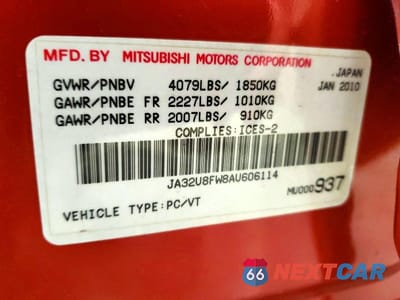 MFD. BY MITSUBISHI MOTORS CORPORATION
JAPAN
GVWR/PNBV 4079LBS/ 1850KG JAN 2010
GAWR/PNBE FR 2227LBS/ 1010KG
GAWR/PNBE RR 2007LBS/ 910KG
COMPLIES:ICES-2
JA32U8FW8AU606114
MU000937
VEHICLE TYPE:PC/VT
66 NEXTCAR